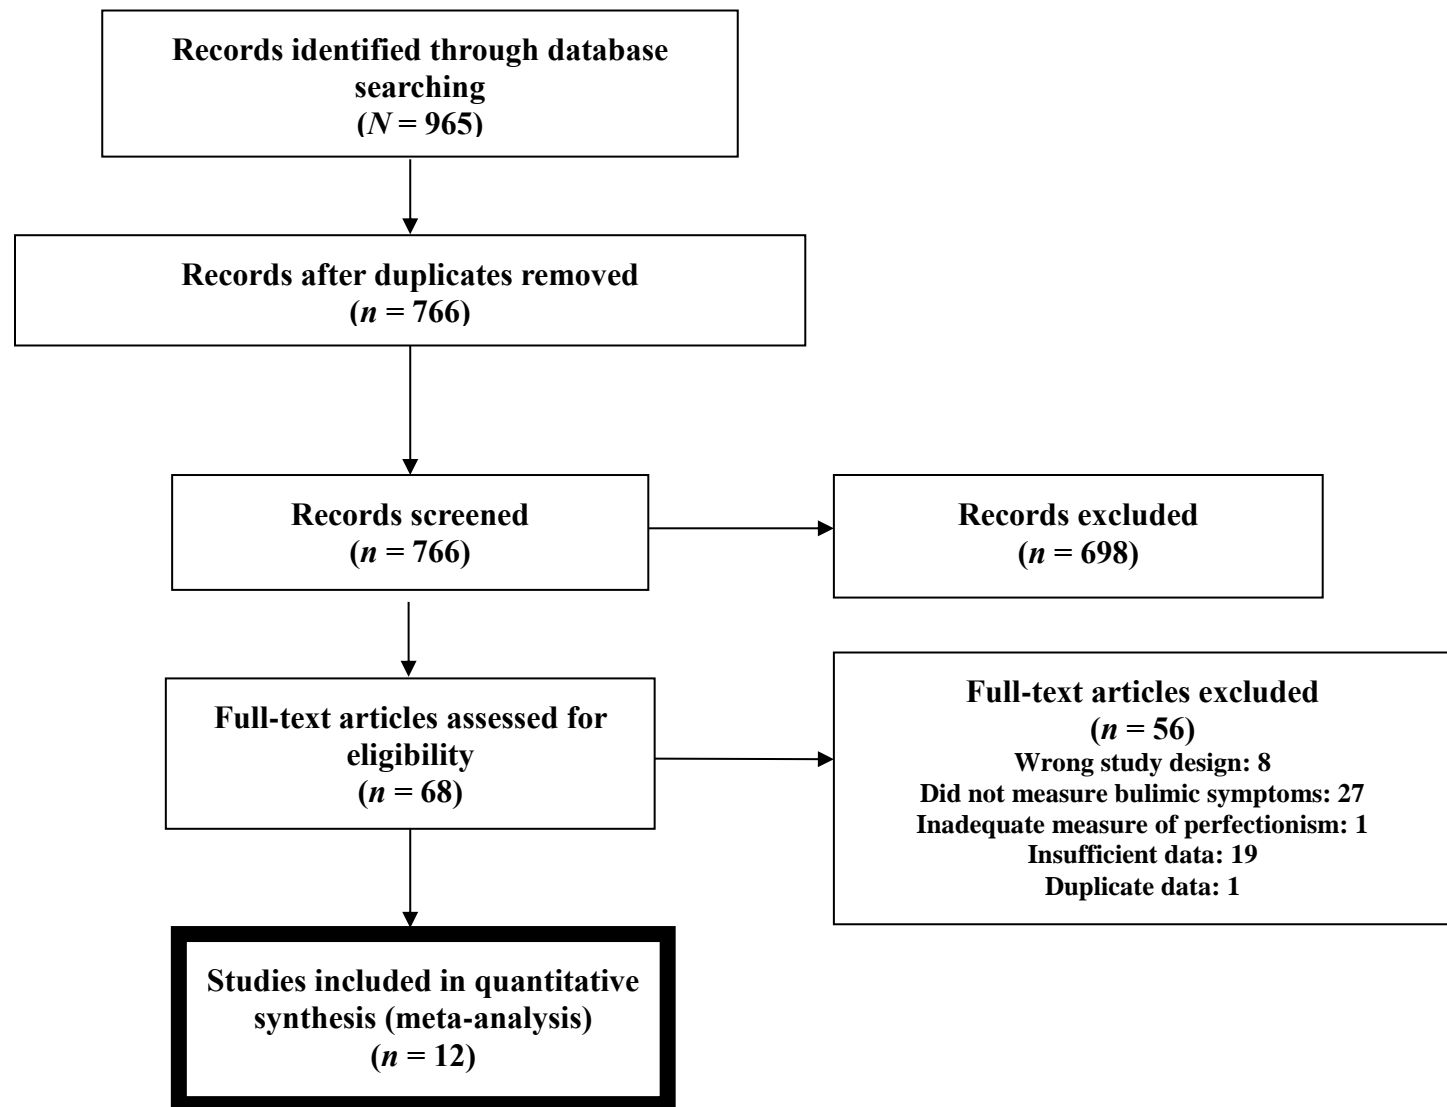 Records identified through database
searching
(N = 965)
Records after duplicates removed
(n = 766)
Records screened
(n = 766)
Records excluded
(n = 698)
Full-text articles assessed for
eligibility
(n = 68)
Full-text articles excluded
(n = 56)
Wrong study design: 8
Did not measure bulimic symptoms: 27
Inadequate measure of perfectionism: 1
Insufficient data: 19
Duplicate data: 1
Studies included in quantitative
synthesis (meta-analysis)
(n = 12)